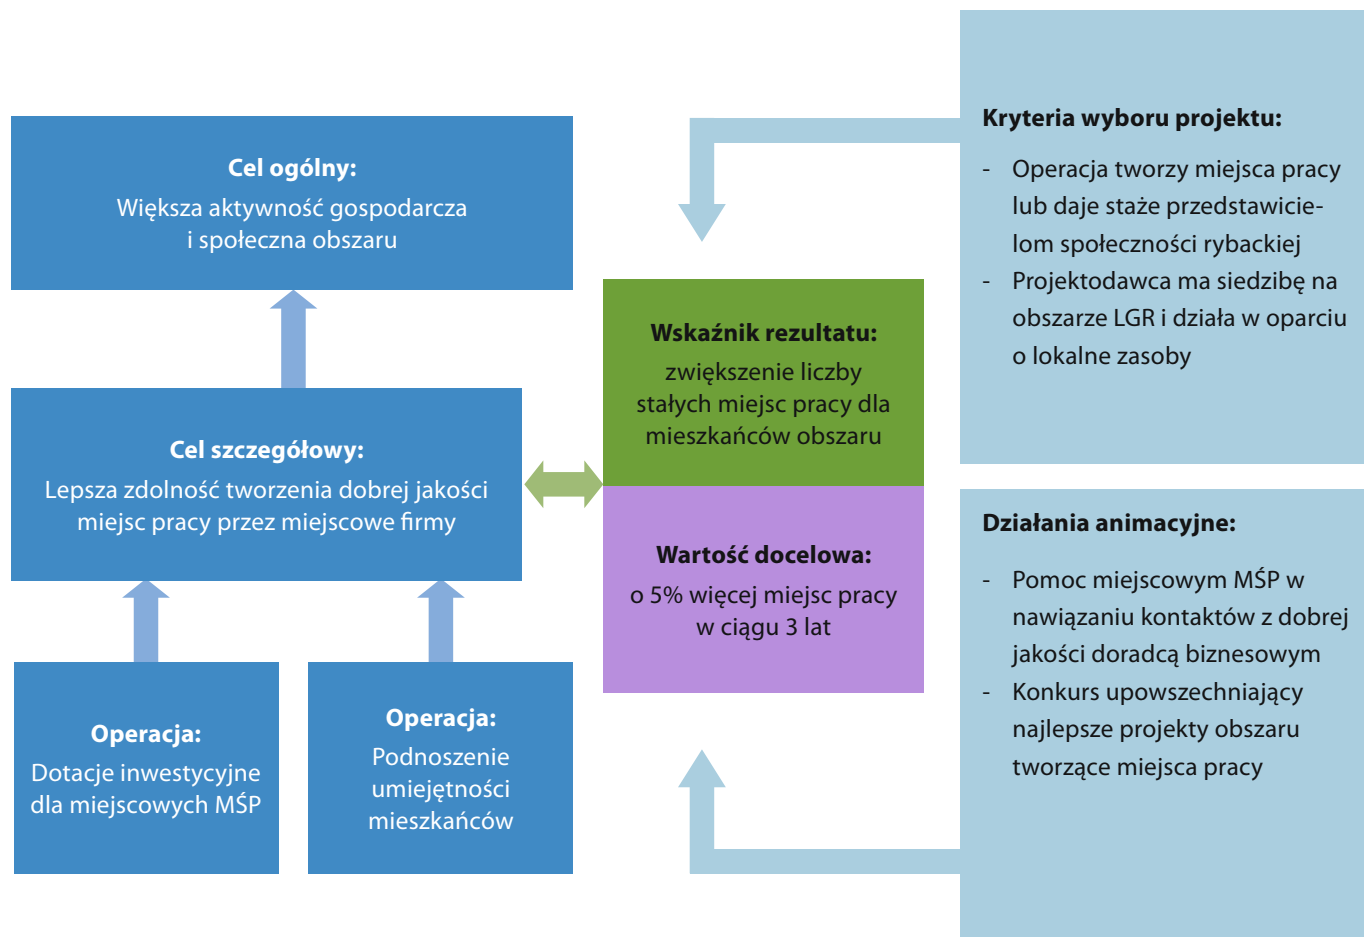 Cel ogólny:
Większa aktywność gospodarcza
i społeczna obszaru
Cel szczegółowy:
Lepsza zdolność tworzenia dobrej jakości
miejsc pracy przez miejscowe firmy
Operacja:
Dotacje inwestycyjne
dla miejscowych MŚP
Operacja:
Podnoszenie
umiejętności
mieszkańców
Wskaźnik rezultatu:
zwiększenie liczby
stałych miejsc pracy dla
mieszkańców obszaru
Wartość docelowa:
o 5% więcej miejsc pracy
w ciągu 3 lat
Kryteria wyboru projektu:
- Operacja tworzy miejsca pracy
lub daje staże przedstawicie-
lom społeczności rybackiej
- Projektodawca ma siedzibę na
obszarze LGR i działa w oparciu
o lokalne zasoby
Działania animacyjne:
- Pomoc miejscowym MŚP w
nawiązaniu kontaktów z dobrej
jakości doradcą biznesowym
- Konkurs upowszechniający
najlepsze projekty obszaru
tworzące miejsca pracy